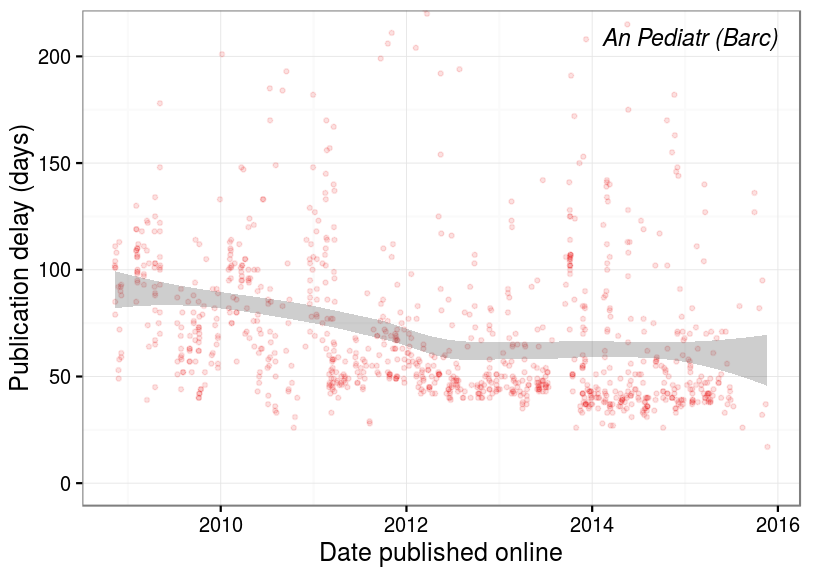 An Pediatr (Barc)
200
150
100
50
0
Publication delay (days)
2010 2012 2014 2016
Date published online